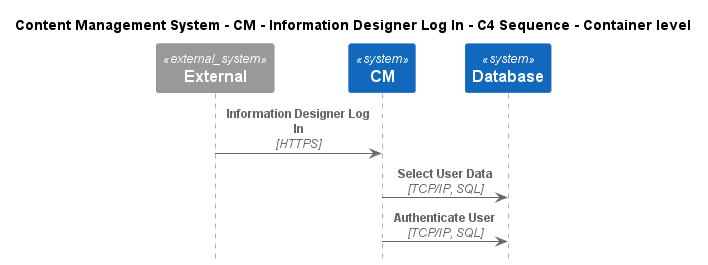 Content Management System - CM - Information Designer Log In - C4 Sequence - Container level
«external_system»
External
«system»
CM
«system»
Database
Information Designer Log
In
[HTTPS]
Select User Data
[TCP/IP, SQL]
Authenticate User
[TCP/IP, SQL]